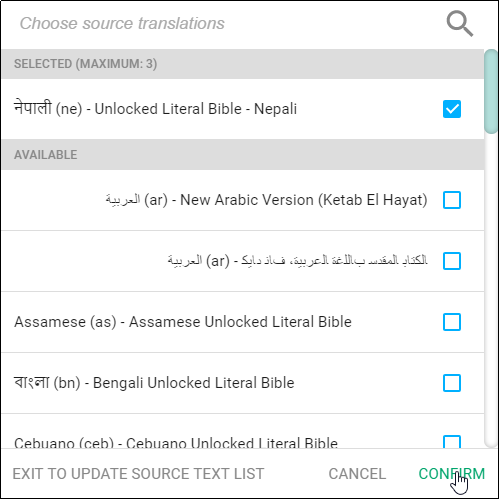 Choose source translations
SELECTED (MAXIMUM: 3)
नेपाली (ne) - Unlocked Literal Bible - Nepali
AVAILABLE
العربية (ar) - New Arabic Version (Ketab El Hayat)
العربية (ar) - الكتاب المقدس باللغة العربية، فان دايك
Assamese (as) - Assamese Unlocked Literal Bible
বাংলা (bn) - Bengali Unlocked Literal Bible
Cebuano (ceb) - Cebuano Unlocked Literal Bible
EXIT TO UPDATE SOURCE TEXT LIST CANCEL CONFIRM